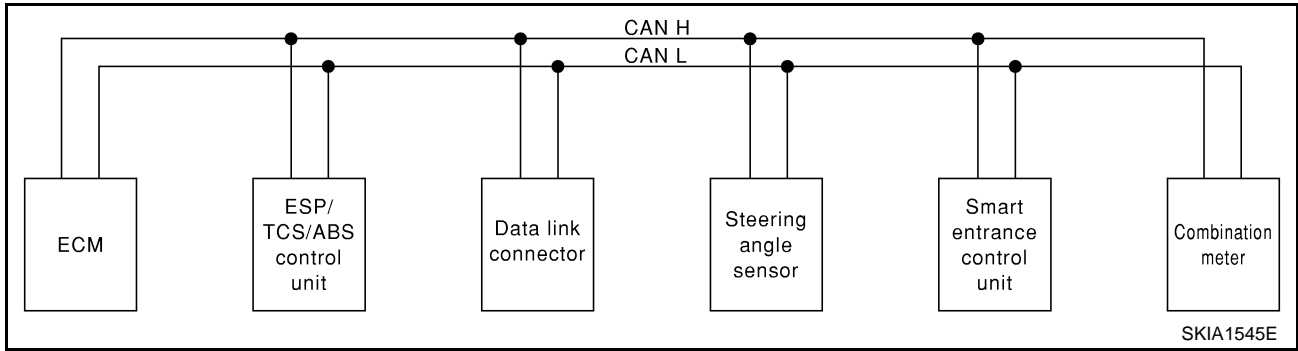 CAN H
CAN L
ECM
ESP/
TCS/ABS
control
unit
Data link
connector
Steering
angle
sensor
Smart
entrance
control
unit
Combination
meter
SKIA1545E